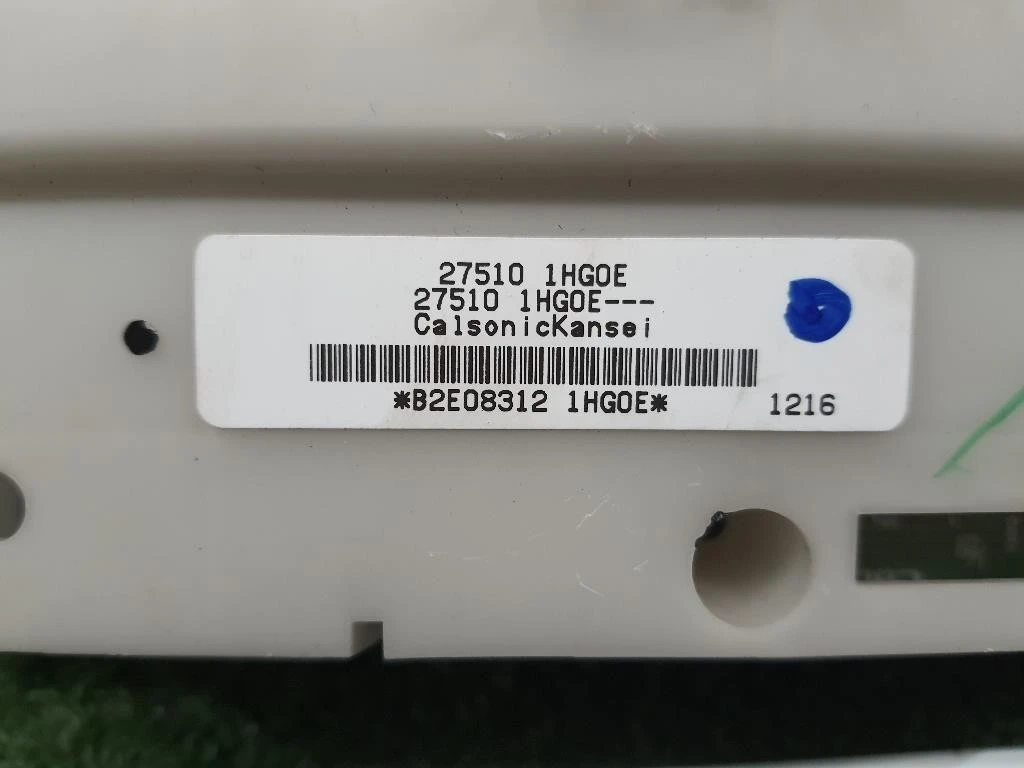 27510 1HG0E
27510 1HG0E---
CalsonicKansei
*B2E08312 1HG0E*
1216